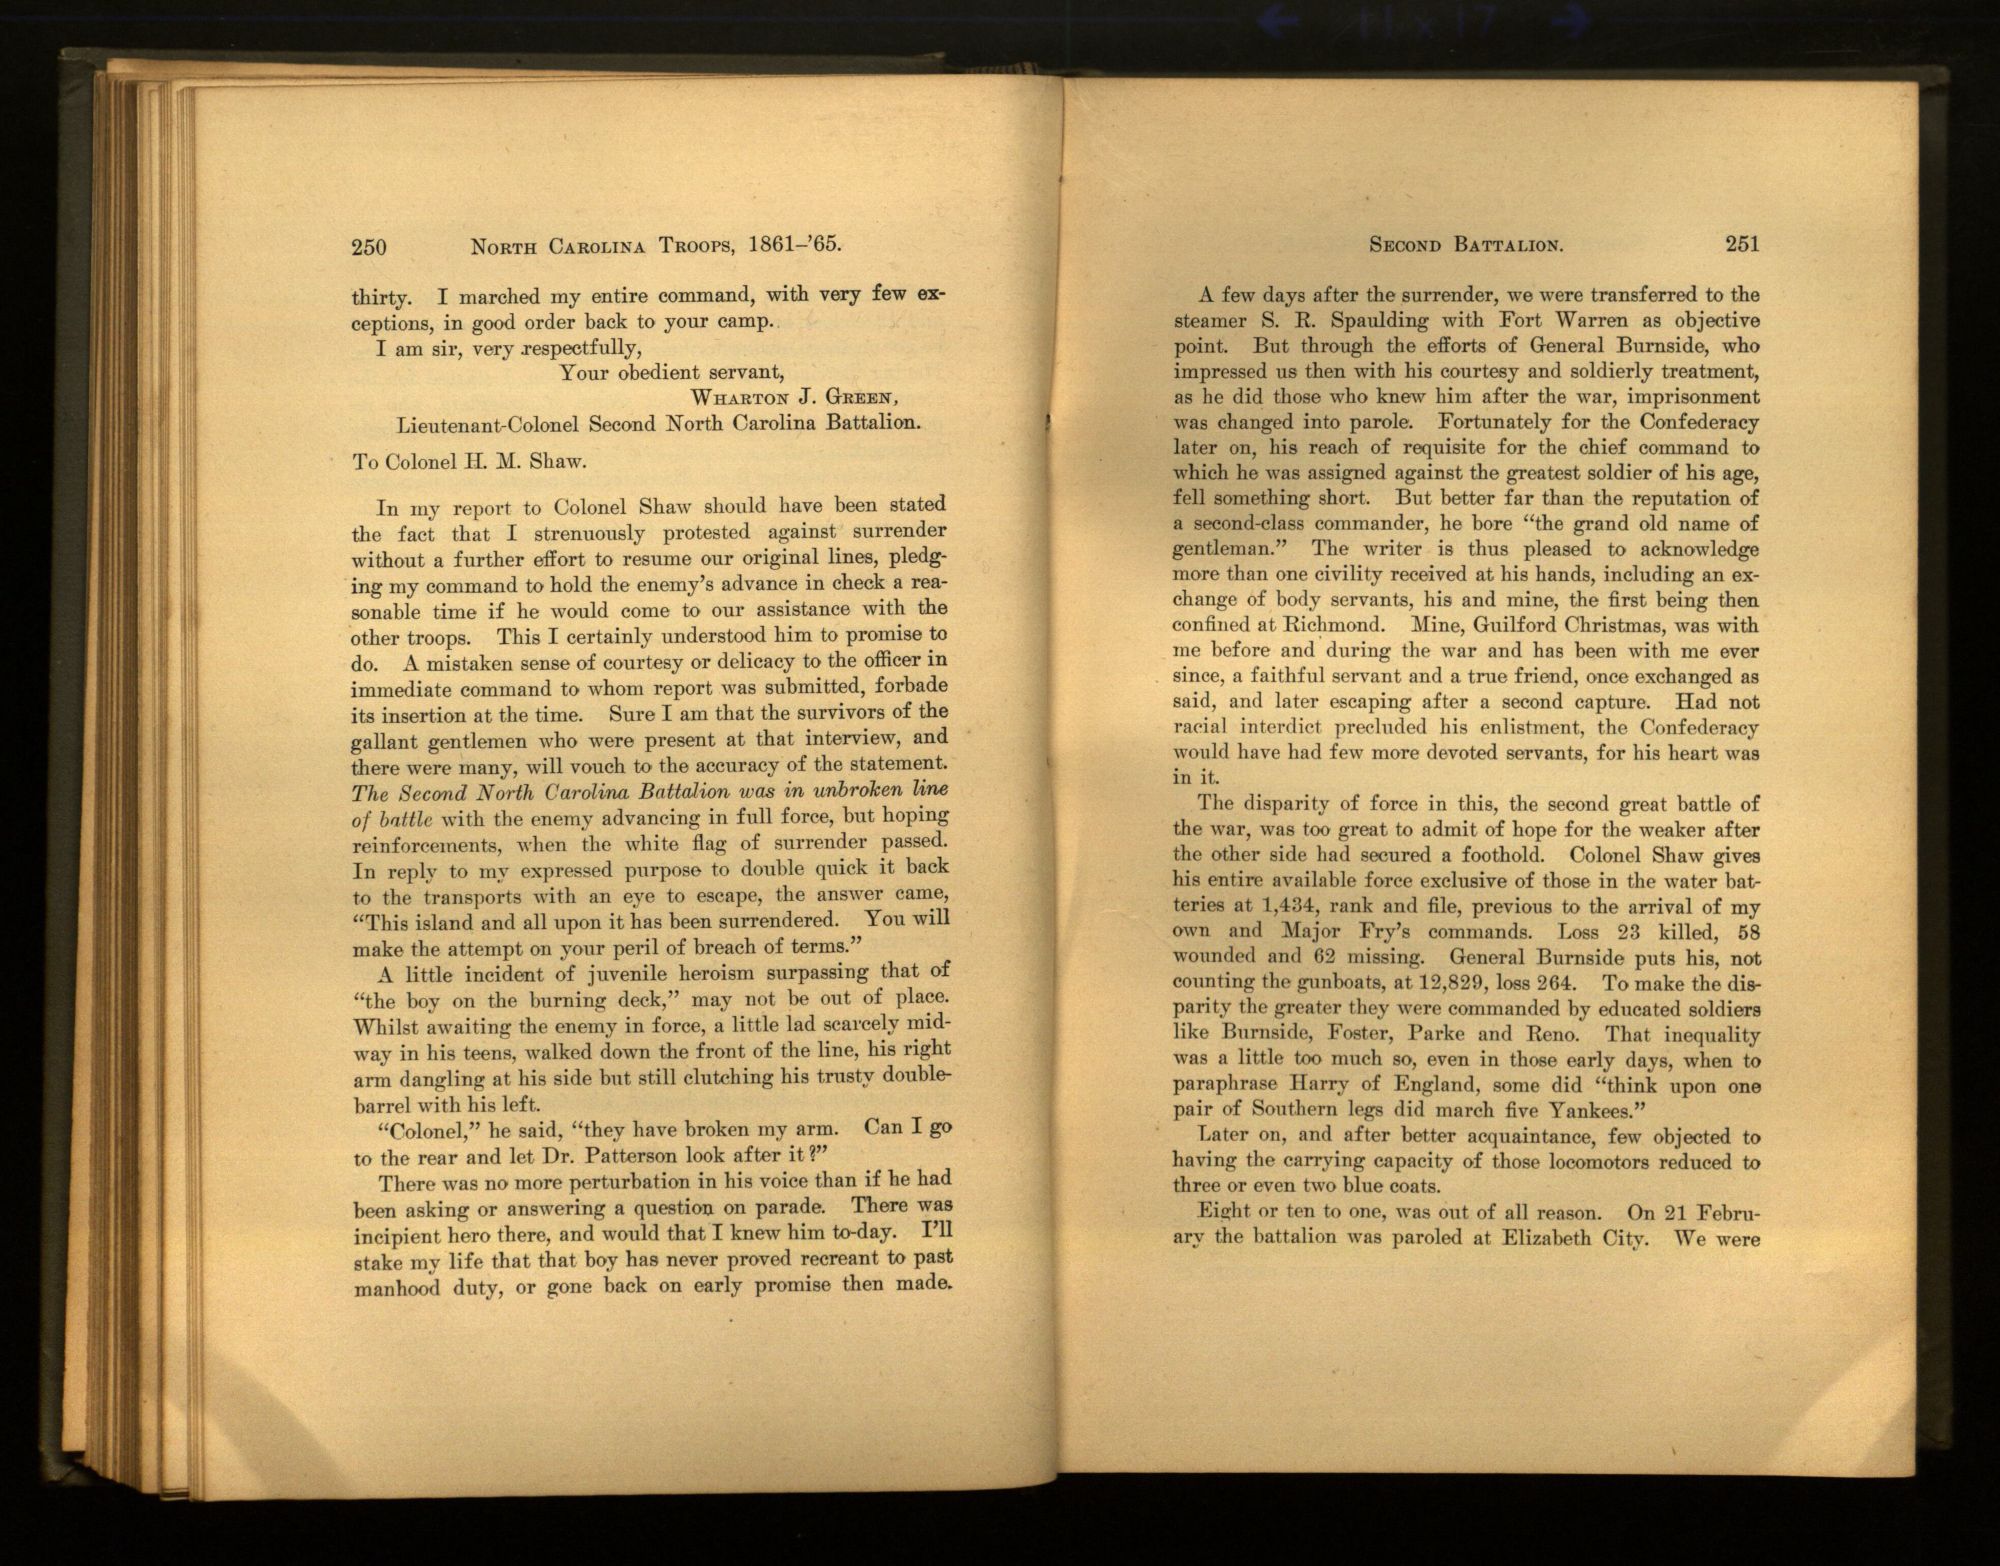 ← 11 x 17 →
250 North Carolina Troops, 1861–’65.
thirty. I marched my entire command, with very few ex-
ceptions, in good order back to your camp.
I am sir, very respectfully,
Your obedient servant,
Wharton J. Green,
Lieutenant-Colonel Second North Carolina Battalion.
To Colonel H. M. Shaw.
In my report to Colonel Shaw should have been stated
the fact that I strenuously protested against surrender
without a further effort to resume our original lines, pledg-
ing my command to hold the enemy’s advance in check a rea-
sonable time if he would come to our assistance with the
other troops. This I certainly understood him to promise to
do. A mistaken sense of courtesy or delicacy to the officer in
immediate command to whom report was submitted, forbade
its insertion at the time. Sure I am that the survivors of the
gallant gentlemen who were present at that interview, and
there were many, will vouch to the accuracy of the statement.
The Second North Carolina Battalion was in unbroken line
of battle with the enemy advancing in full force, but hoping
reinforcements, when the white flag of surrender passed.
In reply to my expressed purpose to double quick it back
to the transports with an eye to escape, the answer came,
“This island and all upon it has been surrendered. You will
make the attempt on your peril of breach of terms.”
A little incident of juvenile heroism surpassing that of
“the boy on the burning deck,” may not be out of place.
Whilst awaiting the enemy in force, a little lad scarcely mid-
way in his teens, walked down the front of the line, his right
arm dangling at his side but still clutching his trusty double-
barrel with his left.
“Colonel,” he said, “they have broken my arm. Can I go
to the rear and let Dr. Patterson look after it?”
There was no more perturbation in his voice than if he had
been asking or answering a question on parade. There was
incipient hero there, and would that I knew him to-day. I’ll
stake my life that that boy has never proved recreant to past
manhood duty, or gone back on early promise then made.
Second Battalion. 251
A few days after the surrender, we were transferred to the
steamer S. R. Spaulding with Fort Warren as objective
point. But through the efforts of General Burnside, who
impressed us then with his courtesy and soldierly treatment,
as he did those who knew him after the war, imprisonment
was changed into parole. Fortunately for the Confederacy
later on, his reach of requisite for the chief command to
which he was assigned against the greatest soldier of his age,
fell something short. But better far than the reputation of
a second-class commander, he bore “the grand old name of
gentleman.” The writer is thus pleased to acknowledge
more than one civility received at his hands, including an ex-
change of body servants, his and mine, the first being then
confined at Richmond. Mine, Guilford Christmas, was with
me before and during the war and has been with me ever
since, a faithful servant and a true friend, once exchanged as
said, and later escaping after a second capture. Had not
racial interdict precluded his enlistment, the Confederacy
would have had few more devoted servants, for his heart was
in it.
The disparity of force in this, the second great battle of
the war, was too great to admit of hope for the weaker after
the other side had secured a foothold. Colonel Shaw gives
his entire available force exclusive of those in the water bat-
teries at 1,434, rank and file, previous to the arrival of my
own and Major Fry’s commands. Loss 23 killed, 58
wounded and 62 missing. General Burnside puts his, not
counting the gunboats, at 12,829, loss 264. To make the dis-
parity the greater they were commanded by educated soldiers
like Burnside, Foster, Parke and Reno. That inequality
was a little too much so, even in those early days, when to
paraphrase Harry of England, some did “think upon one
pair of Southern legs did march five Yankees.”
Later on, and after better acquaintance, few objected to
having the carrying capacity of those locomotors reduced to
three or even two blue coats.
Eight or ten to one, was out of all reason. On 21 Febru-
ary the battalion was paroled at Elizabeth City. We were